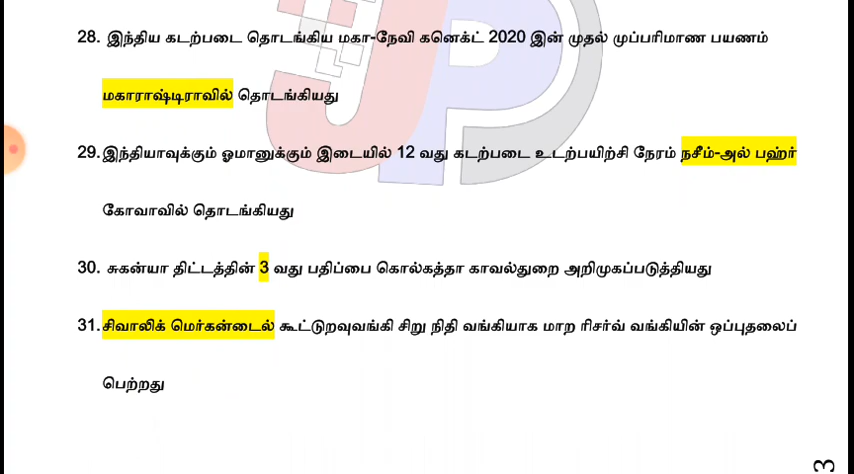 28. இந்திய கடற்படை தொடங்கிய மகா-நேவி கனெக்ட் 2020 இன் முதல் முப்பரிமாண பயணம்
மகாராஷ்டிராவில் தொடங்கியது
29. இந்தியாவுக்கும் ஓமானுக்கும் இடையில் 12 வது கடற்படை உடற்பயிற்சி நேரம் நசீம்-அல் பஹ்ர்
கோவாவில் தொடங்கியது
30. சுகன்யா திட்டத்தின் 3 வது பதிப்பை கொல்கத்தா காவல்துறை அறிமுகப்படுத்தியது
31. சிவாலிக் மெர்கன்டைல் கூட்டுறவுவங்கி சிறு நிதி வங்கியாக மாற ரிசர்வ் வங்கியின் ஒப்புதலைப்
பெற்றது
3